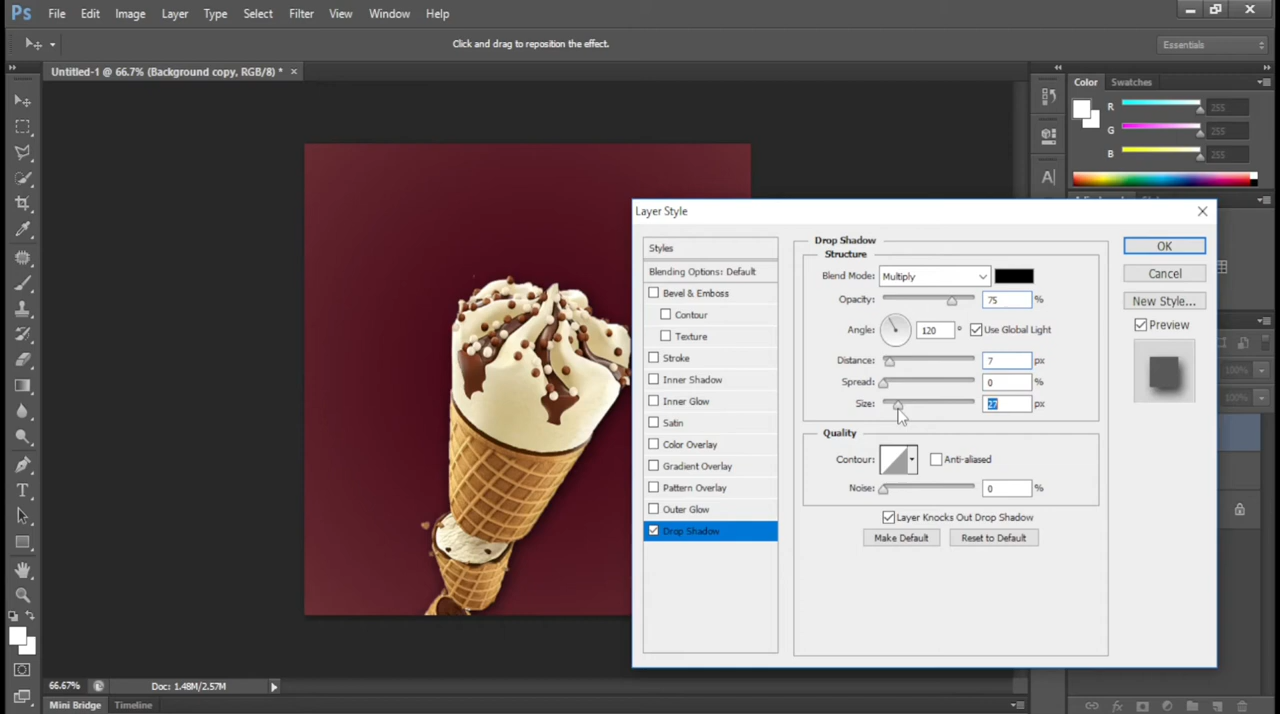 Ps File Edit Image Layer Type Select Filter View Window Help
Click and drag to reposition the effect.
Essentials
Untitled-1 @ 66.7% (Background copy, RGB/8) * ×
Color Swatches
R 255
G 255
B 255
Layer Style
Styles
Blending Options: Default
Bevel & Emboss
Contour
Texture
Stroke
Inner Shadow
Inner Glow
Satin
Color Overlay
Gradient Overlay
Pattern Overlay
Outer Glow
Drop Shadow
Drop Shadow
Structure
Blend Mode: Multiply
Opacity: 75 %
Angle: 120 ° Use Global Light
Distance: 7 px
Spread: 0 %
Size: 27 px
Quality
Contour: Anti-aliased
Noise: 0 %
Layer Knocks Out Drop Shadow
Make Default Reset to Default
OK
Cancel
New Style...
Preview
100%
100%
66.67% Doc: 1.48M/2.57M
Mini Bridge Timeline
fx